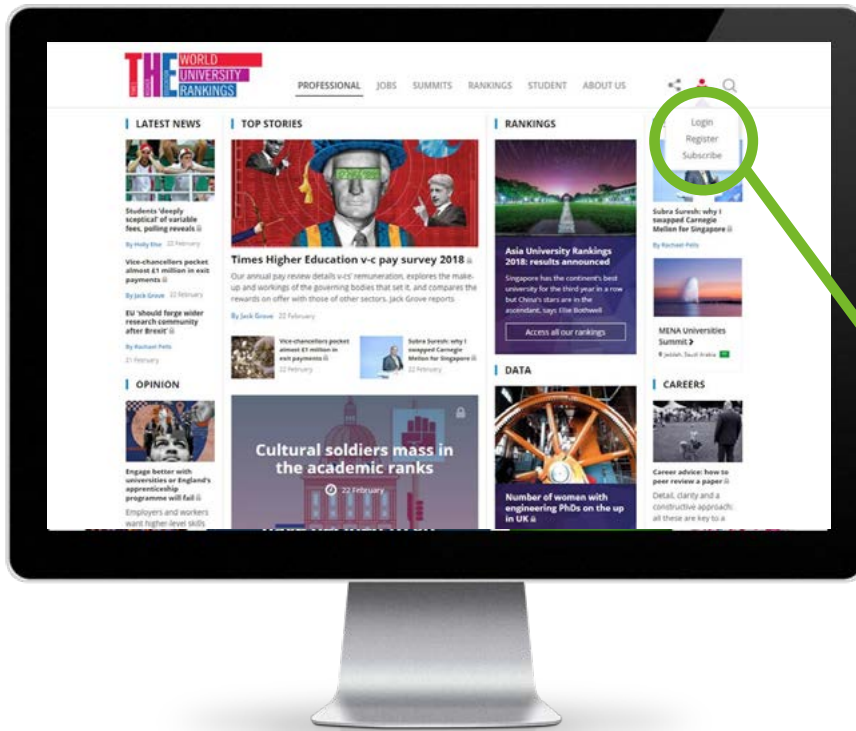 TIMES
HIGHER
EDUCATION
THE
WORLD
UNIVERSITY
RANKINGS
PROFESSIONAL
JOBS
SUMMITS
RANKINGS
STUDENT
ABOUT US
Login
Register
Subscribe
LATEST NEWS
Students 'deeply
sceptical' of variable
fees, polling reveals
By Holly Else 22 February
Vice-chancellors pocket
almost £1 million in exit
payments
By Jack Grove 22 February
EU 'should forge wider
research community
after Brexit'
By Rachael Pells
21 February
OPINION
Engage better with
universities or England's
apprenticeship
programme will fail
Employers and workers
want higher-level skills
TOP STORIES
Times Higher Education v-c pay survey 2018
Our annual pay review details v-cs' remuneration, explores the make-
up and workings of the governing bodies that set it, and compares the
rewards on offer with those of other sectors. Jack Grove reports
By Jack Grove 22 February
Vice-chancellors pocket
almost £1 million in
exit payments
22 February
Subra Suresh: why I
swapped Carnegie
Mellon for Singapore
22 February
Cultural soldiers mass in
the academic ranks
22 February
RANKINGS
Asia University Rankings
2018: results announced
Singapore has the continent's best
university for the third year in a row
but China's stars are in the
ascendant, says Ellie Bothwell
Access all our rankings
DATA
Number of women with
engineering PhDs on the up
in UK
Subra Suresh: why I
swapped Carnegie
Mellon for Singapore
By Rachael Pells
MENA Universities
Summit
Jeddah, Saudi Arabia
CAREERS
Career advice: how to
peer review a paper
Detail, clarity and a
constructive approach:
all these are key to a